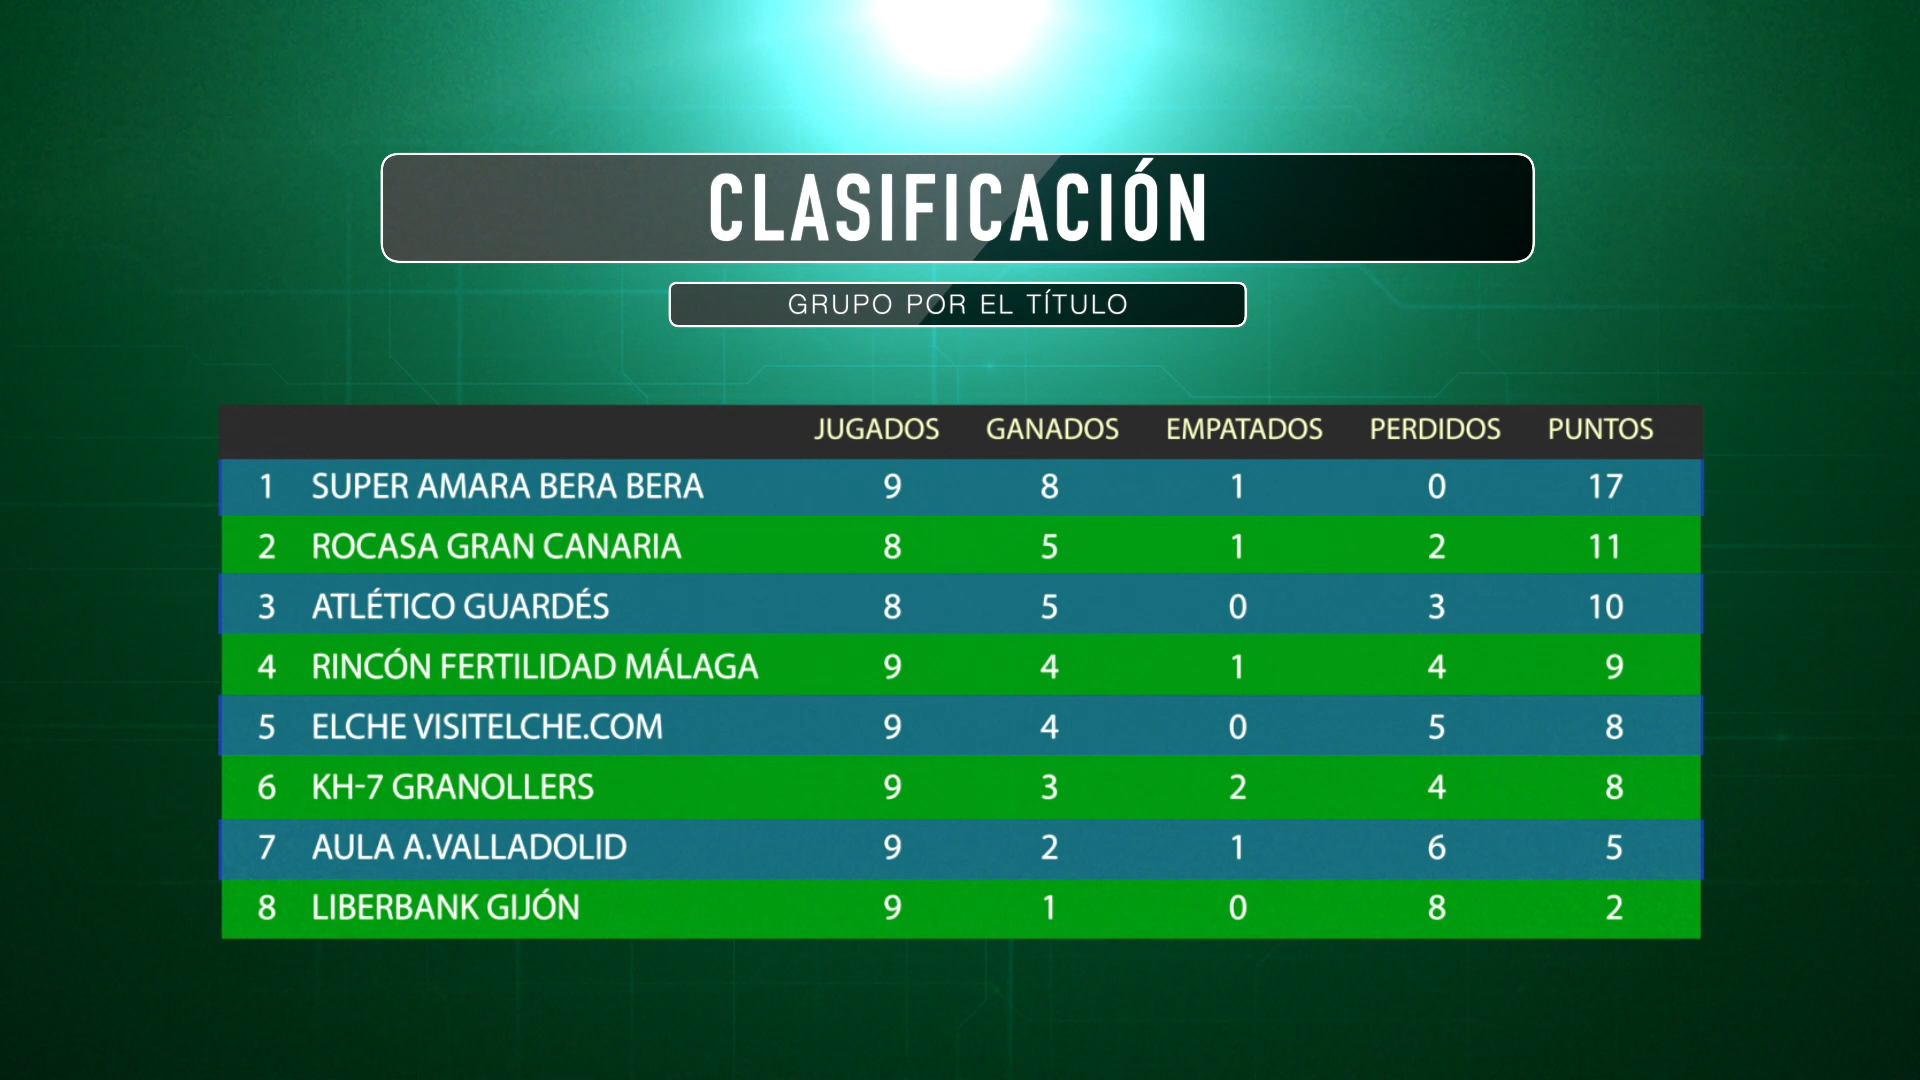 CLASIFICACIÓN
GRUPO POR EL TÍTULO
JUGADOS GANADOS EMPATADOS PERDIDOS PUNTOS
1 SUPER AMARA BERA BERA 9 8 1 0 17
2 ROCASA GRAN CANARIA 8 5 1 2 11
3 ATLÉTICO GUARDÉS 8 5 0 3 10
4 RINCÓN FERTILIDAD MÁLAGA 9 4 1 4 9
5 ELCHE VISITELCHE.COM 9 4 0 5 8
6 KH-7 GRANOLLERS 9 3 2 4 8
7 AULA A.VALLADOLID 9 2 1 6 5
8 LIBERBANK GIJÓN 9 1 0 8 2